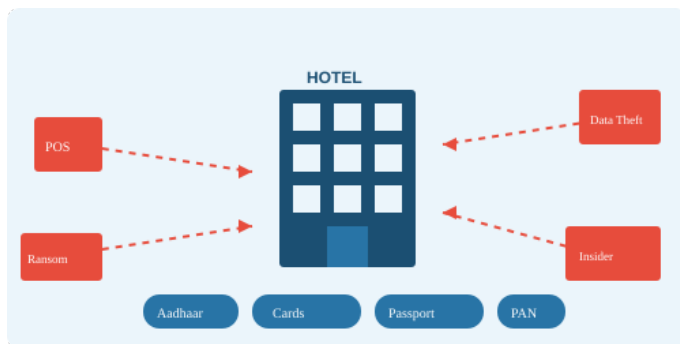 HOTEL
POS
Data Theft
Ransom
Insider
Aadhaar
Cards
Passport
PAN